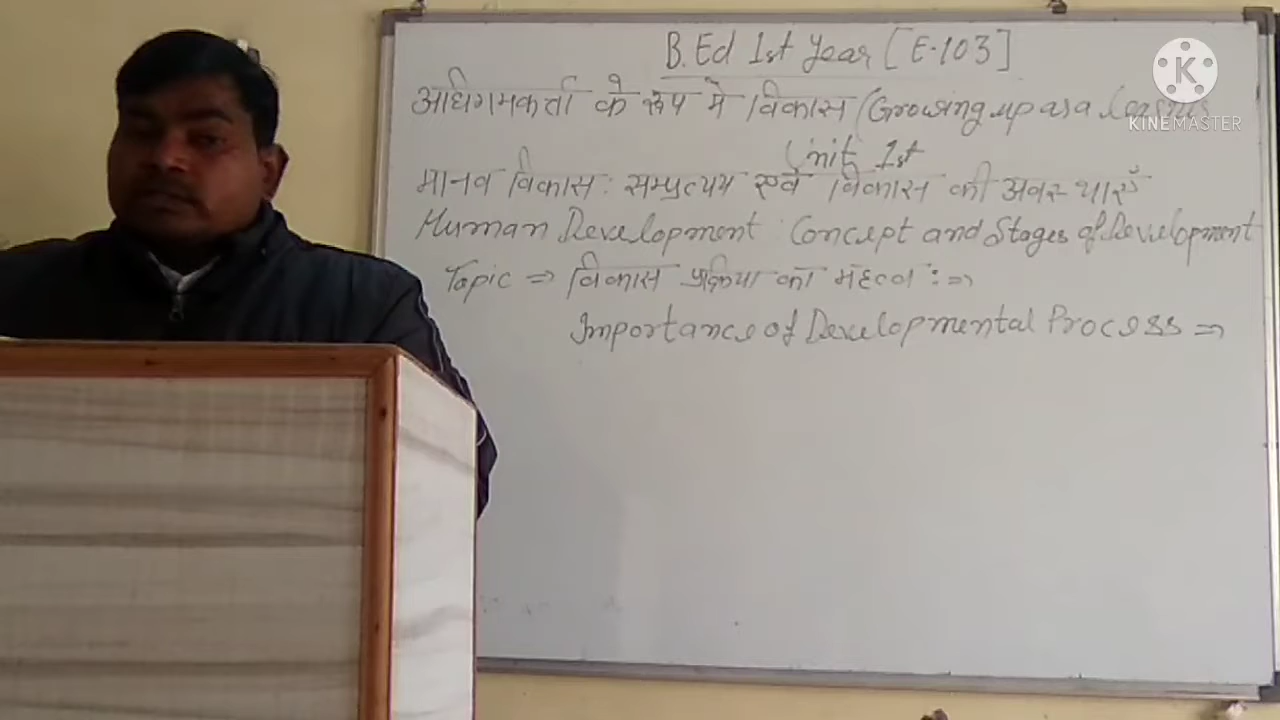 B.Ed 1st Year [E-103]
अधिगमकर्ता के रूप मे विकास (Growing up as a
Unit 1st
मानव विकास: सम्प्रत्यय एवं विकास की अवस्थाएँ
Human Development: Concept and Stages of Development
Topic ⇒ विकास प्रक्रिया का महत्व :⇒
Importance of Developmental Process ⇒
K
KINEMASTER